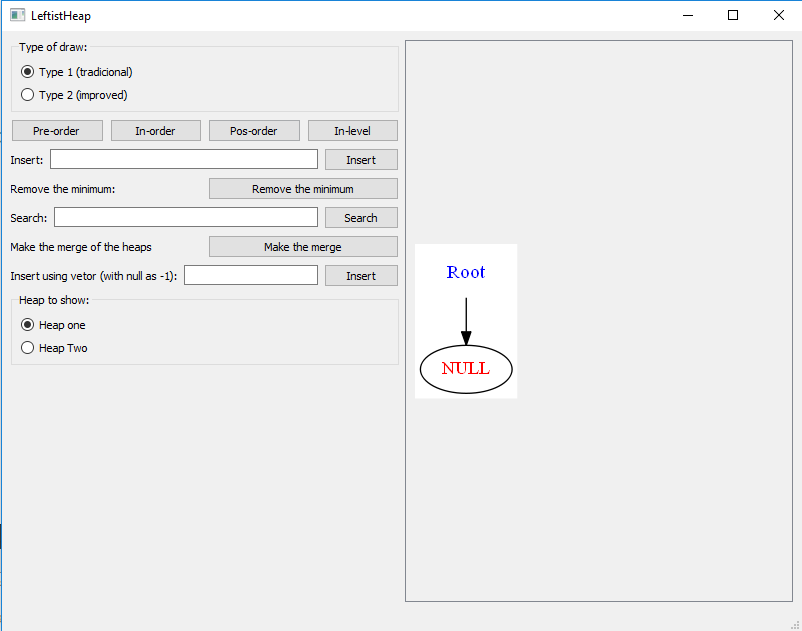 LeftistHeap
Type of draw:
Type 1 (tradicional)
Type 2 (improved)
Pre-order In-order Pos-order In-level
Insert: Insert
Remove the minimum: Remove the minimum
Search: Search
Make the merge of the heaps Make the merge
Insert using vetor (with null as -1): Insert
Heap to show:
Heap one
Heap Two
Root
NULL